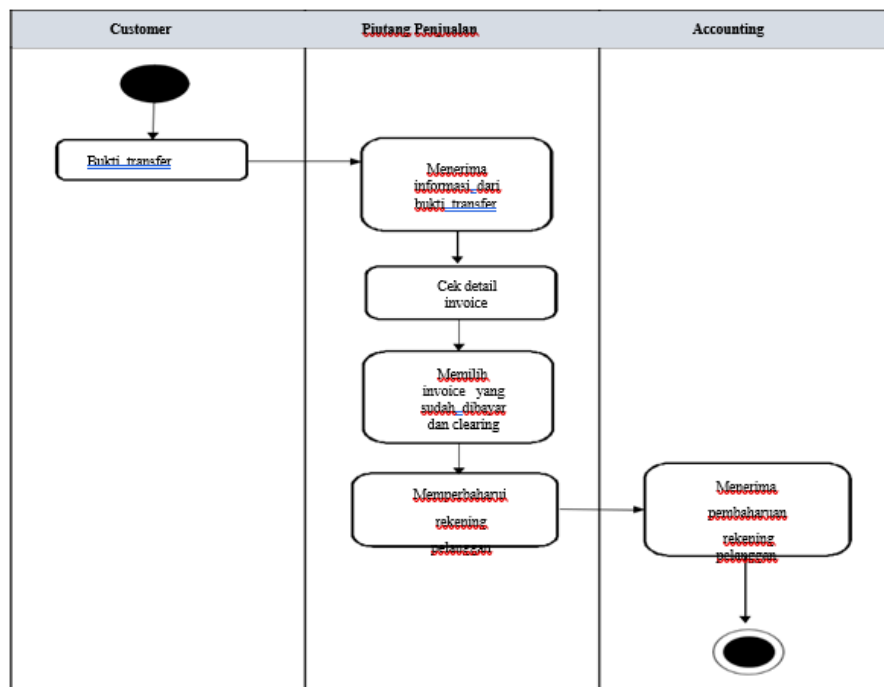 Customer
Piutang Penjualan
Accounting
Bukti transfer
Menerima
informasi dari
bukti transfer
Cek detail
invoice
Memilih
invoice yang
sudah dibayar
dan clearing
Memperbaharui
rekening
pelanggan
Menerima
pembaharuan
rekening
pelanggan